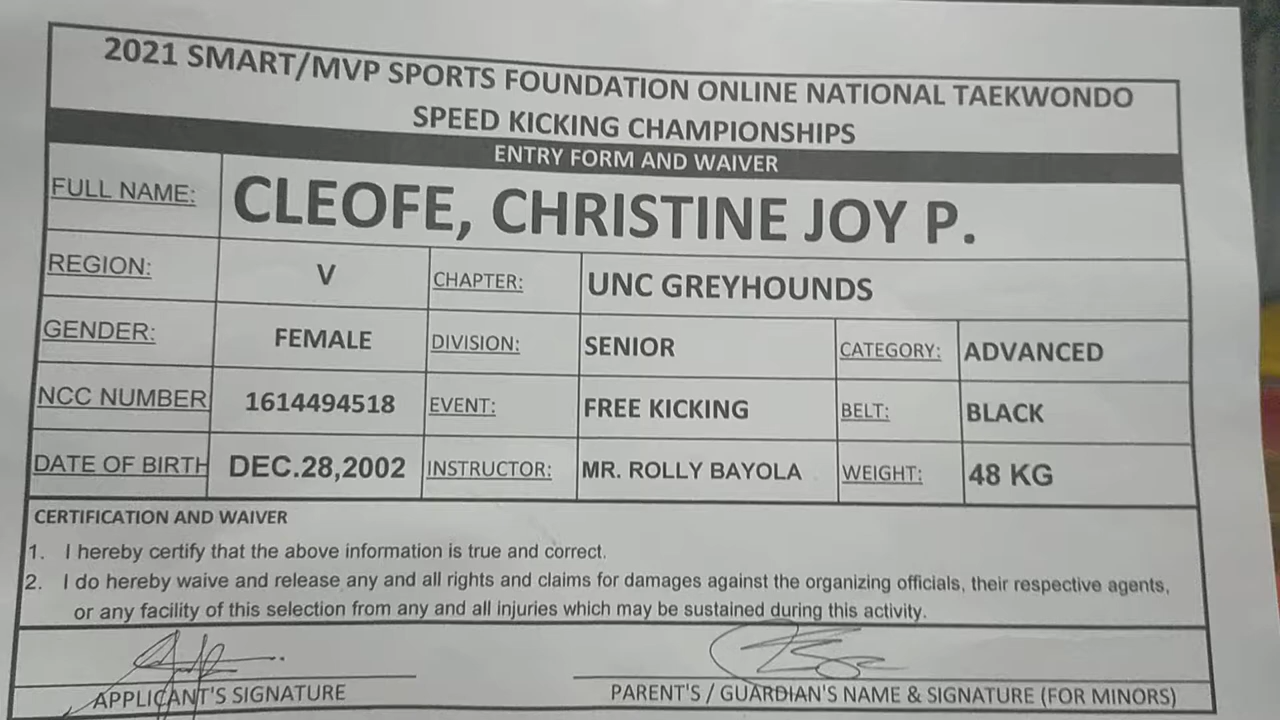 2021 SMART/MVP SPORTS FOUNDATION ONLINE NATIONAL TAEKWONDO
SPEED KICKING CHAMPIONSHIPS
ENTRY FORM AND WAIVER
FULL NAME: CLEOFE, CHRISTINE JOY P.
REGION: V CHAPTER: UNC GREYHOUNDS
GENDER: FEMALE DIVISION: SENIOR CATEGORY: ADVANCED
NCC NUMBER 1614494518 EVENT: FREE KICKING BELT: BLACK
DATE OF BIRTH DEC.28,2002 INSTRUCTOR: MR. ROLLY BAYOLA WEIGHT: 48 KG
CERTIFICATION AND WAIVER
1. I hereby certify that the above information is true and correct.
2. I do hereby waive and release any and all rights and claims for damages against the organizing officials, their respective agents,
or any facility of this selection from any and all injuries which may be sustained during this activity.
APPLICANT'S SIGNATURE PARENT'S / GUARDIAN'S NAME & SIGNATURE (FOR MINORS)